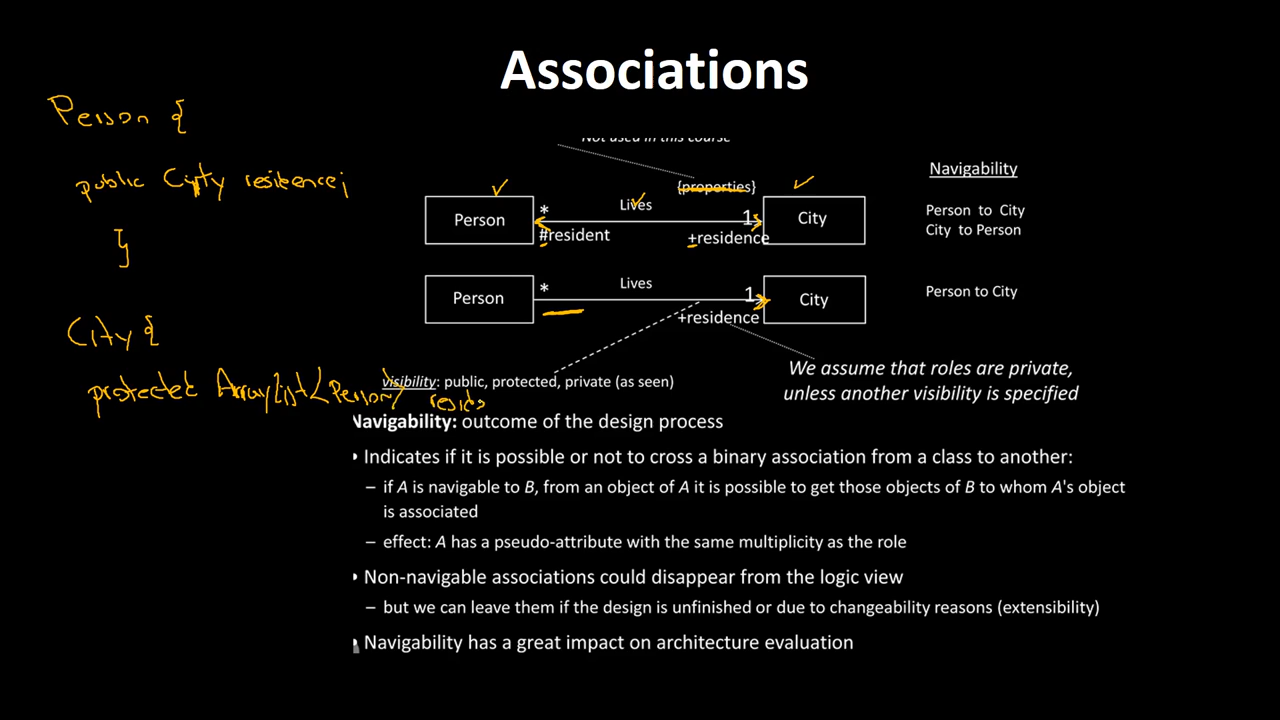 Associations
Person {
public City residence;
}
City {
protected ArrayList<Person>
Not used in this course
{properties}
Person
*
Lives
1
City
#resident
+residence
Navigability
Person to City
City to Person
Person
*
Lives
1
City
+residence
Person to City
We assume that roles are private,
unless another visibility is specified
visibility: public, protected, private (as seen)
Navigability: outcome of the design process
• Indicates if it is possible or not to cross a binary association from a class to another:
– if A is navigable to B, from an object of A it is possible to get those objects of B to whom A's object
is associated
– effect: A has a pseudo-attribute with the same multiplicity as the role
• Non-navigable associations could disappear from the logic view
– but we can leave them if the design is unfinished or due to changeability reasons (extensibility)
• Navigability has a great impact on architecture evaluation